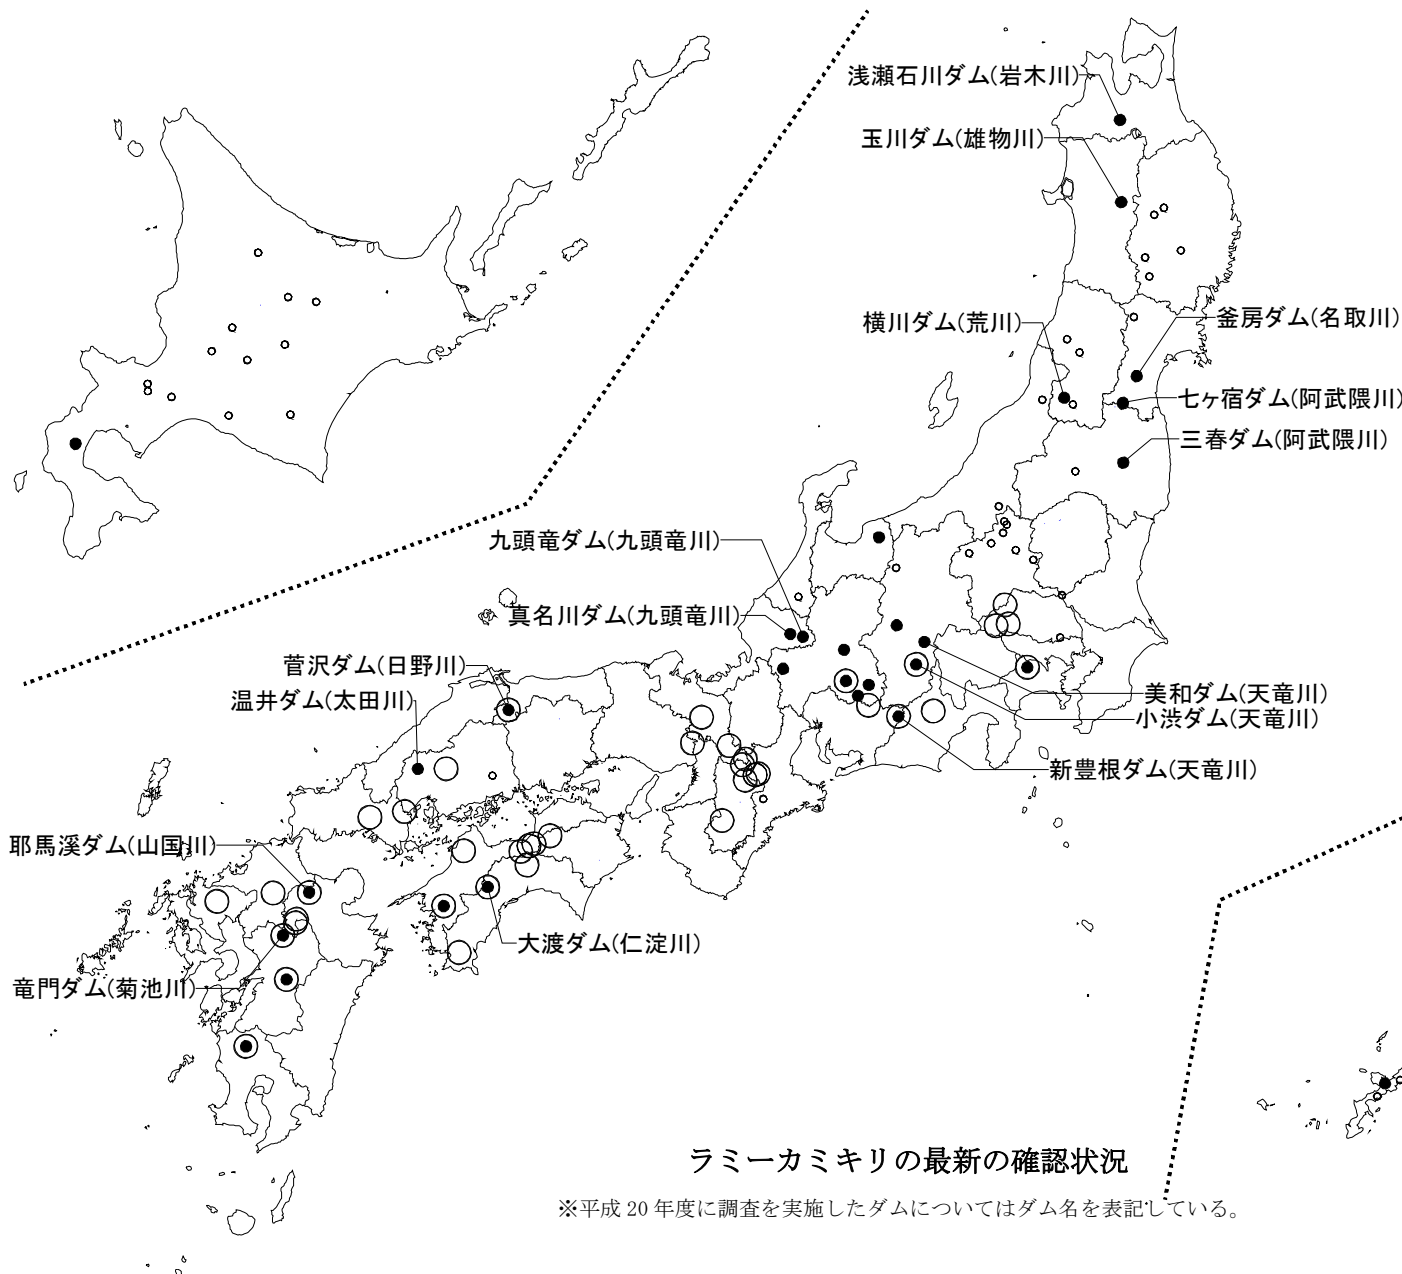 浅瀬石川ダム(岩木川)
玉川ダム(雄物川)
横川ダム(荒川)
釜房ダム(名取川)
七ヶ宿ダム(阿武隈川)
三春ダム(阿武隈川)
九頭竜ダム(九頭竜川)
真名川ダム(九頭竜川)
菅沢ダム(日野川)
温井ダム(太田川)
美和ダム(天竜川)
小渋ダム(天竜川)
新豊根ダム(天竜川)
耶馬溪ダム(山国川)
大渡ダム(仁淀川)
竜門ダム(菊池川)
ラミーカミキリの最新の確認状況
※平成 20 年度に調査を実施したダムについてはダム名を表記している。